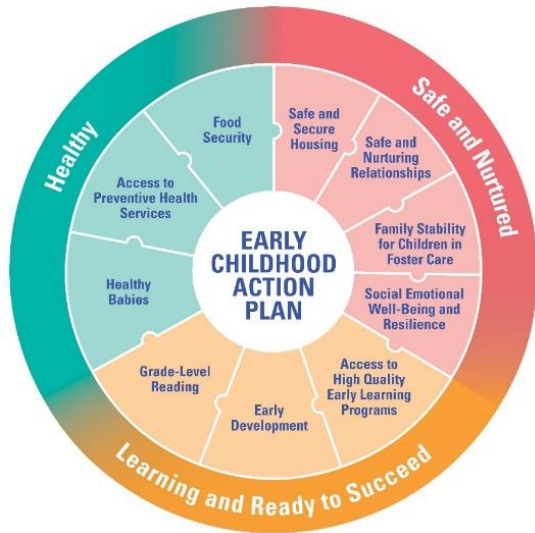 Healthy
Safe and Nurtured
Learning and Ready to Succeed
EARLY
CHILDHOOD
ACTION
PLAN
Food
Security
Safe and
Secure
Housing
Safe and
Nurturing
Relationships
Family Stability
for Children in
Foster Care
Social Emotional
Well-Being and
Resilience
Access to
High Quality
Early Learning
Programs
Early
Development
Grade-Level
Reading
Healthy
Babies
Access to
Preventive Health
Services